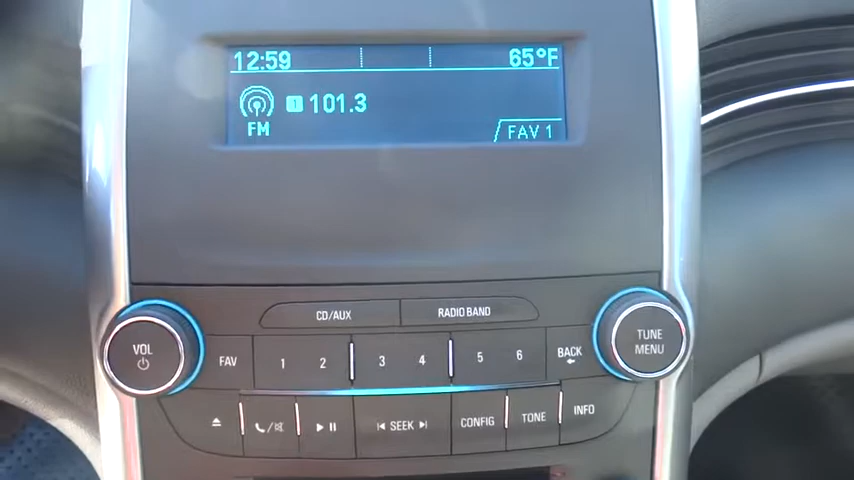 12:59 65°F
1 101.3
FM
FAV 1
CD/AUX RADIO BAND
VOL
FAV 1 2 3 4 5 6 BACK
TUNE
MENU
SEEK CONFIG TONE INFO